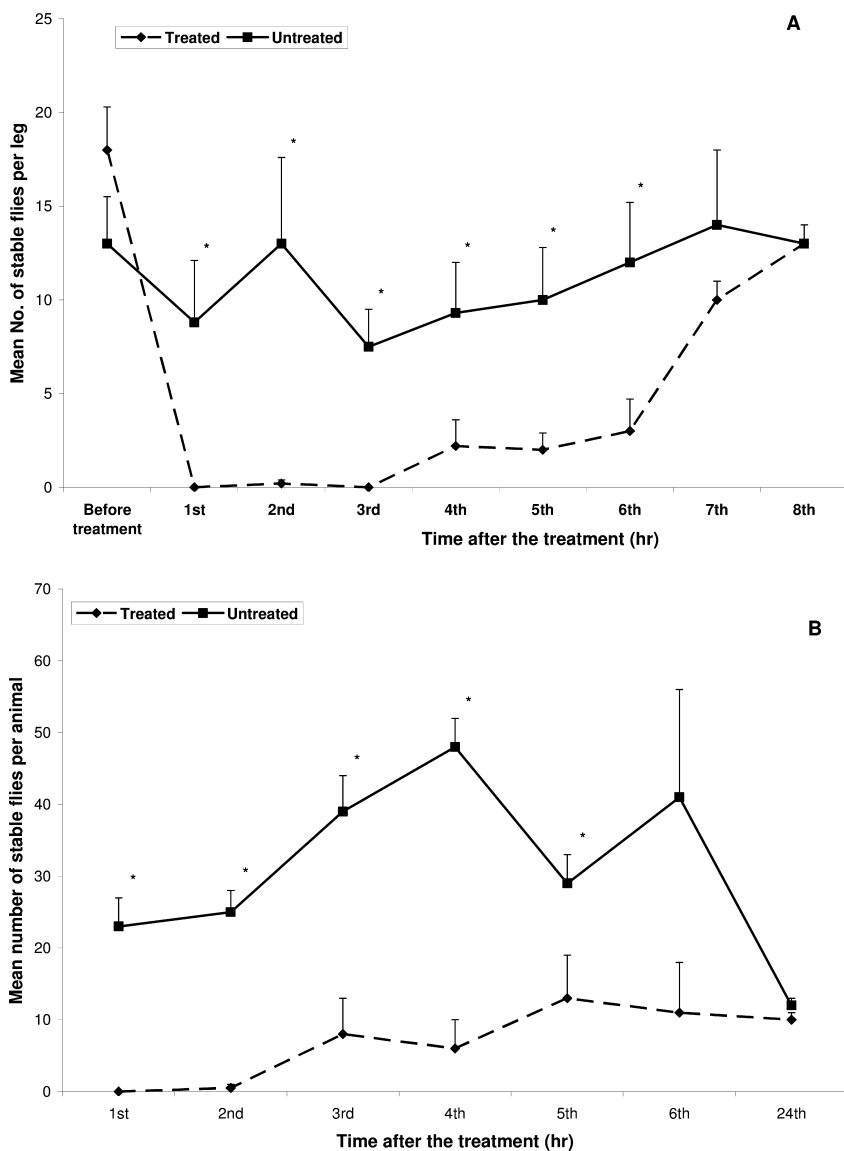 A
Treated Untreated
Mean No. of stable flies per leg
25
20
15
10
5
0
* * * * * *
Before treatment 1st 2nd 3rd 4th 5th 6th 7th 8th
Time after the treatment (hr)
B
Treated Untreated
Mean number of stable flies per animal
70
60
50
40
30
20
10
0
* * * * *
1st 2nd 3rd 4th 5th 6th 24th
Time after the treatment (hr)